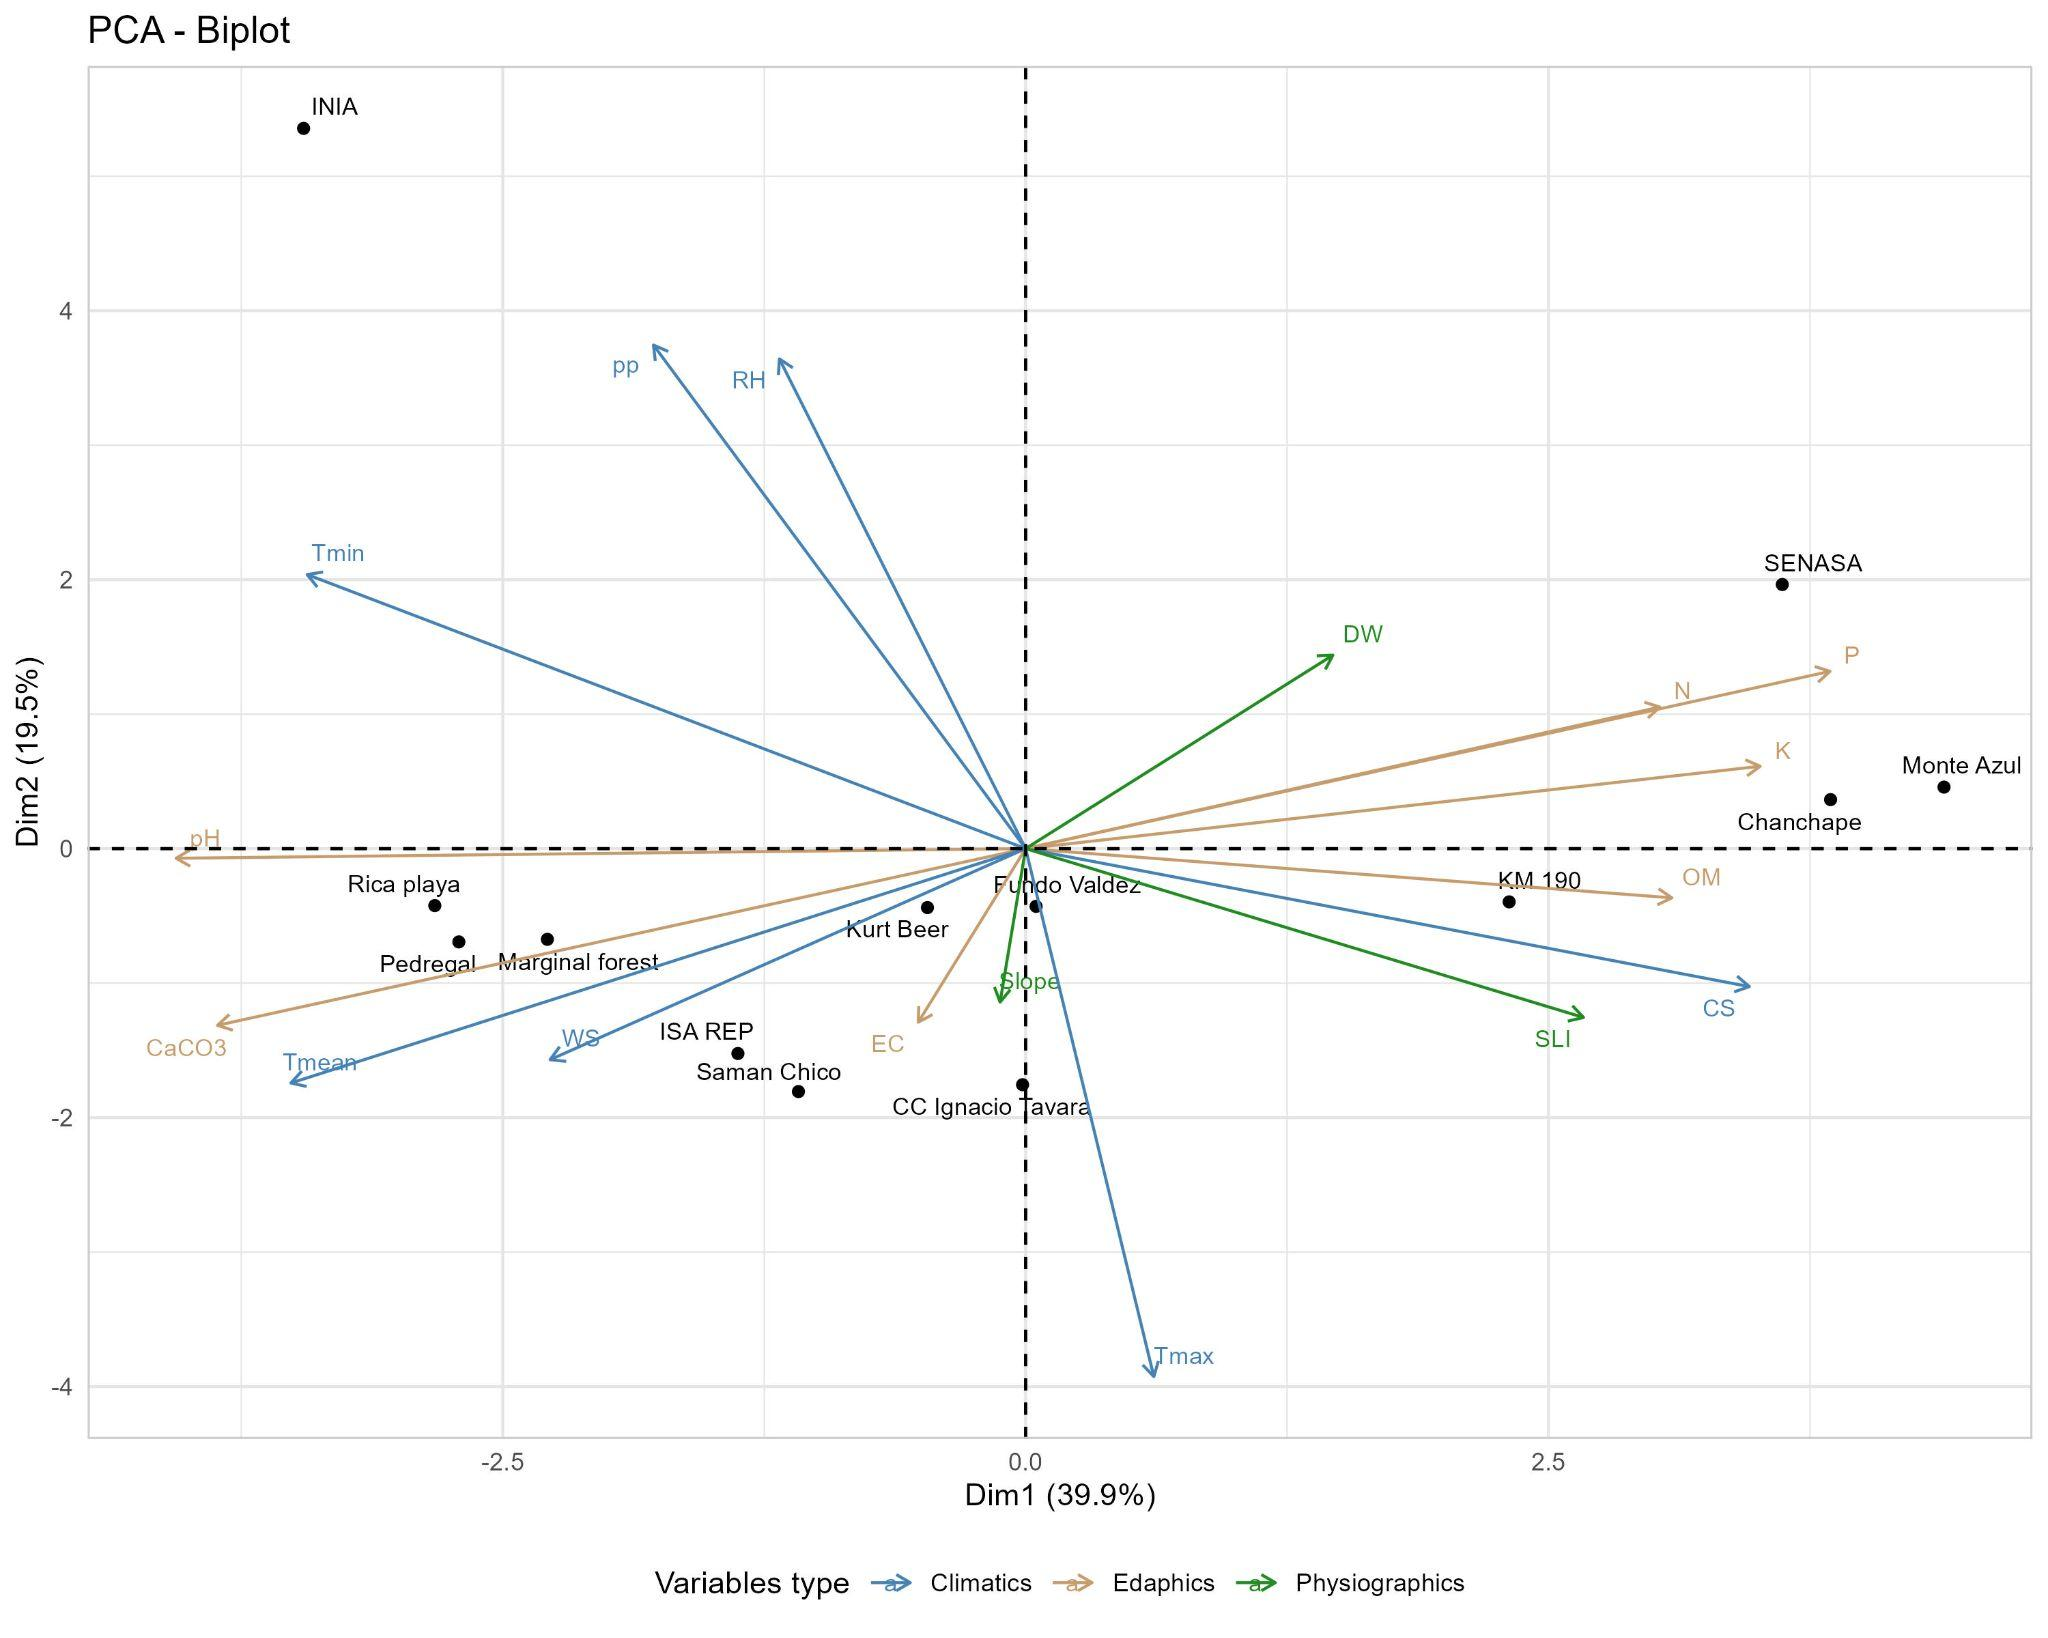 PCA - Biplot
INIA
4
pp
RH
Tmin
2
SENASA
DW
P
N
K
Monte Azul
Chanchape
pH
0
Rica playa
Fundo Valdez
KM 190
OM
Kurt Beer
Pedregal
Marginal forest
Slope
CS
CaCO3
Tmean
WS
ISA REP
EC
SLI
Saman Chico
CC Ignacio Tavara
-2
Tmax
-4
Dim2 (19.5%)
-2.5
0.0
2.5
Dim1 (39.9%)
Variables type
a Climatics
a Edaphics
a Physiographics